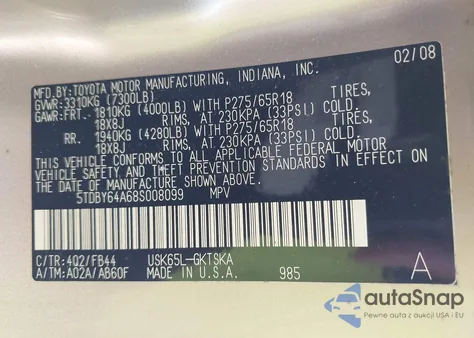 MFD.BY: TOYOTA MOTOR MANUFACTURING, INDIANA, INC. 02/08
GVWR: 3310KG (7300LB)
GAWR: FRT. 1810KG (4000LB) WITH P275/65R18 TIRES,
18X8J RIMS, AT 230KPA (33PSI) COLD.
RR. 1940KG (4280LB) WITH P275/65R18 TIRES,
18X8J RIMS, AT 230KPA (33PSI) COLD.
THIS VEHICLE CONFORMS TO ALL APPLICABLE FEDERAL MOTOR
VEHICLE SAFETY AND THEFT PREVENTION STANDARDS IN EFFECT ON
THE DATE OF MANUFACTURE SHOWN ABOVE.
5TDBY64A68S008099 MPV
C/TR: 4Q2/FB44 USK65L-GKTSKA
A/TM: A02A/AB60F MADE IN U.S.A. 985 A
autoSnap
Pewne auta z aukcji USA i EU